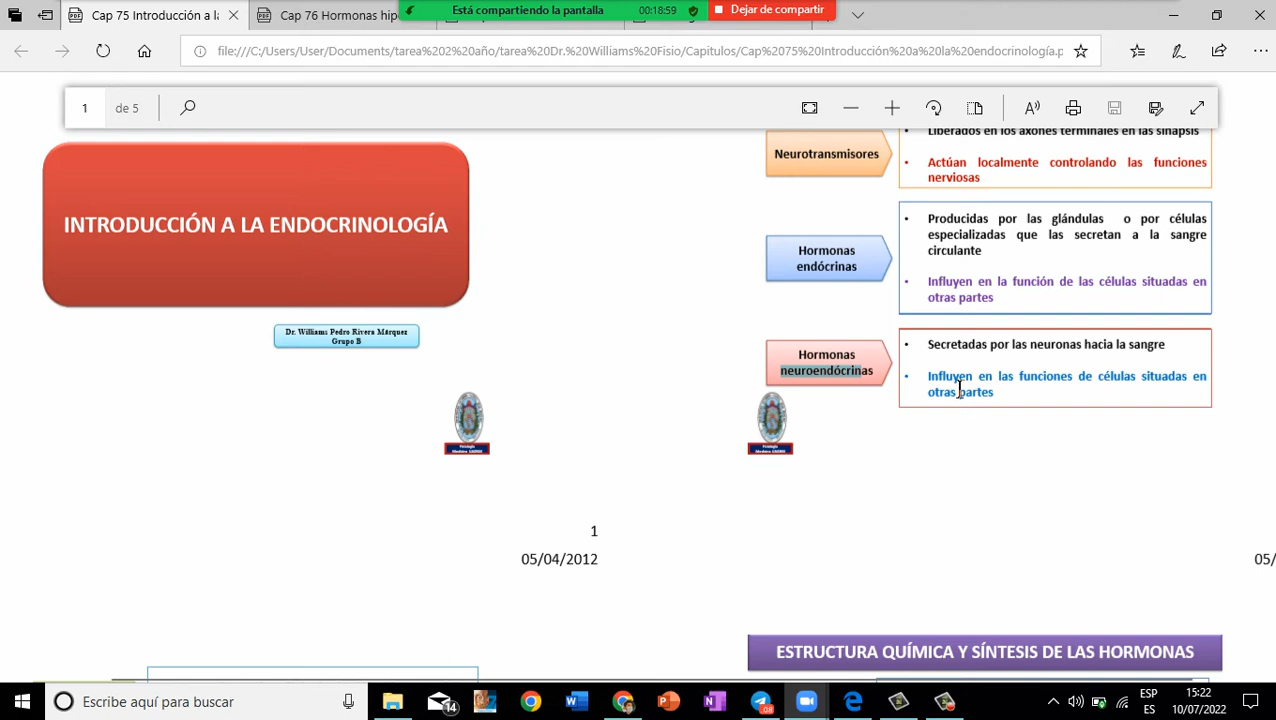 Cap 75 Introducción a la
Cap 76 Hormonas hip
Está compartiendo la pantalla
00:18:59
Dejar de compartir
file:///C:/Users/User/Documents/tarea%202%20año/tarea%20Dr.%20Williams%20Fisio/Capitulos/Cap%2075%20Introducción%20a%20la%20endocrinología.p
1
de 5
INTRODUCCIÓN A LA ENDOCRINOLOGÍA
Dr. Williams Pedro Rivera Márquez
Grupo B
Neurotransmisores
• Liberados en los axones terminales en las sinapsis
• Actúan localmente controlando las funciones
nerviosas
Hormonas
endócrinas
• Producidas por las glándulas o por células
especializadas que las secretan a la sangre
circulante
• Influyen en la función de las células situadas en
otras partes
Hormonas
neuroendócrinas
• Secretadas por las neuronas hacia la sangre
• Influyen en las funciones de células situadas en
otras partes
1
05/04/2012
05/
ESTRUCTURA QUÍMICA Y SÍNTESIS DE LAS HORMONAS
Escribe aquí para buscar
14
ESP
ES
15:22
10/07/2022